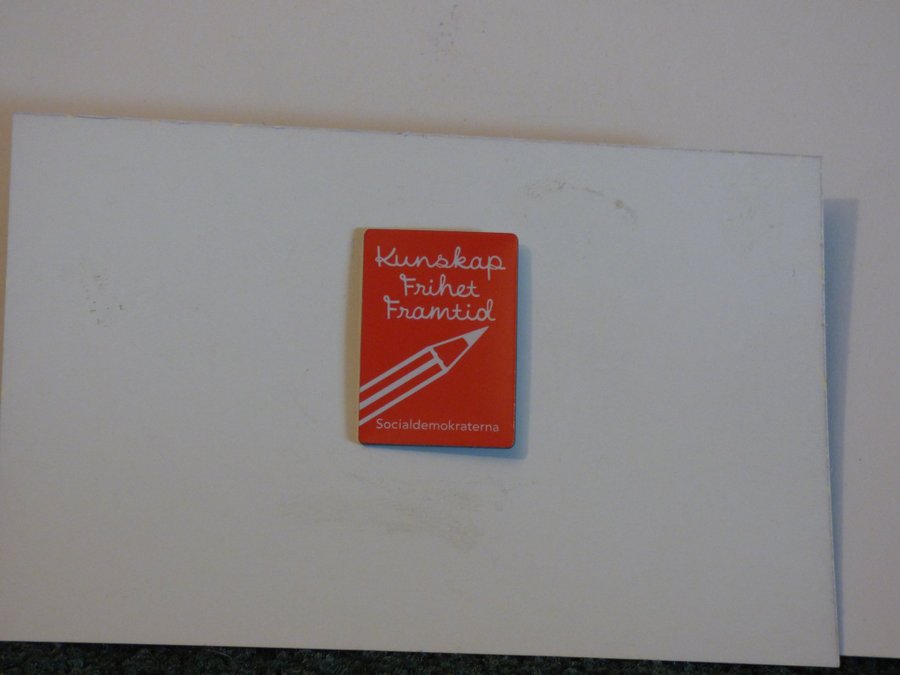 Kunskap
Frihet
Framtid
Socialdemokraterna